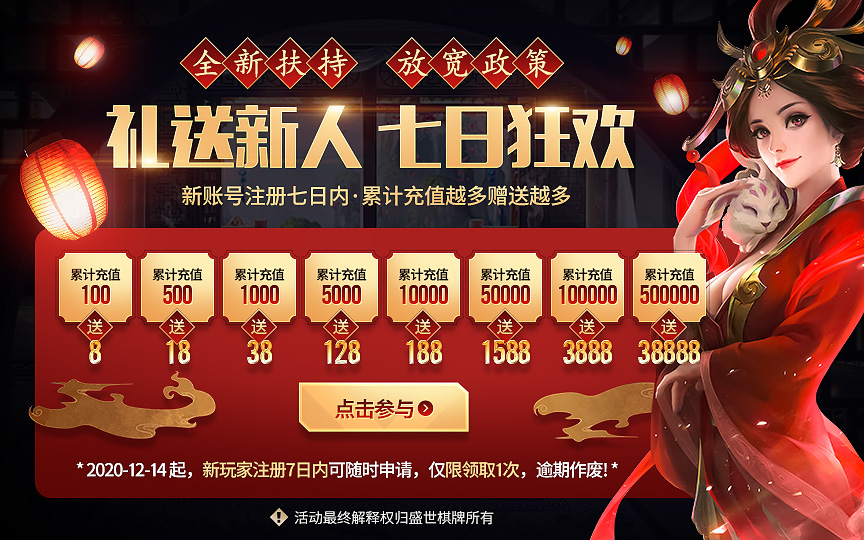 全新扶持 放宽政策
礼送新人 七日狂欢
新账号注册七日内·累计充值越多赠送越多
累计充值 累计充值 累计充值 累计充值 累计充值 累计充值 累计充值 累计充值
100 500 1000 5000 10000 50000 100000 500000
送 送 送 送 送 送 送 送
8 18 38 128 188 1588 3888 38888
点击参与
*2020-12-14起，新玩家注册7日内可随时申请，仅限领取1次，逾期作废!*
活动最终解释权归盛世棋牌所有